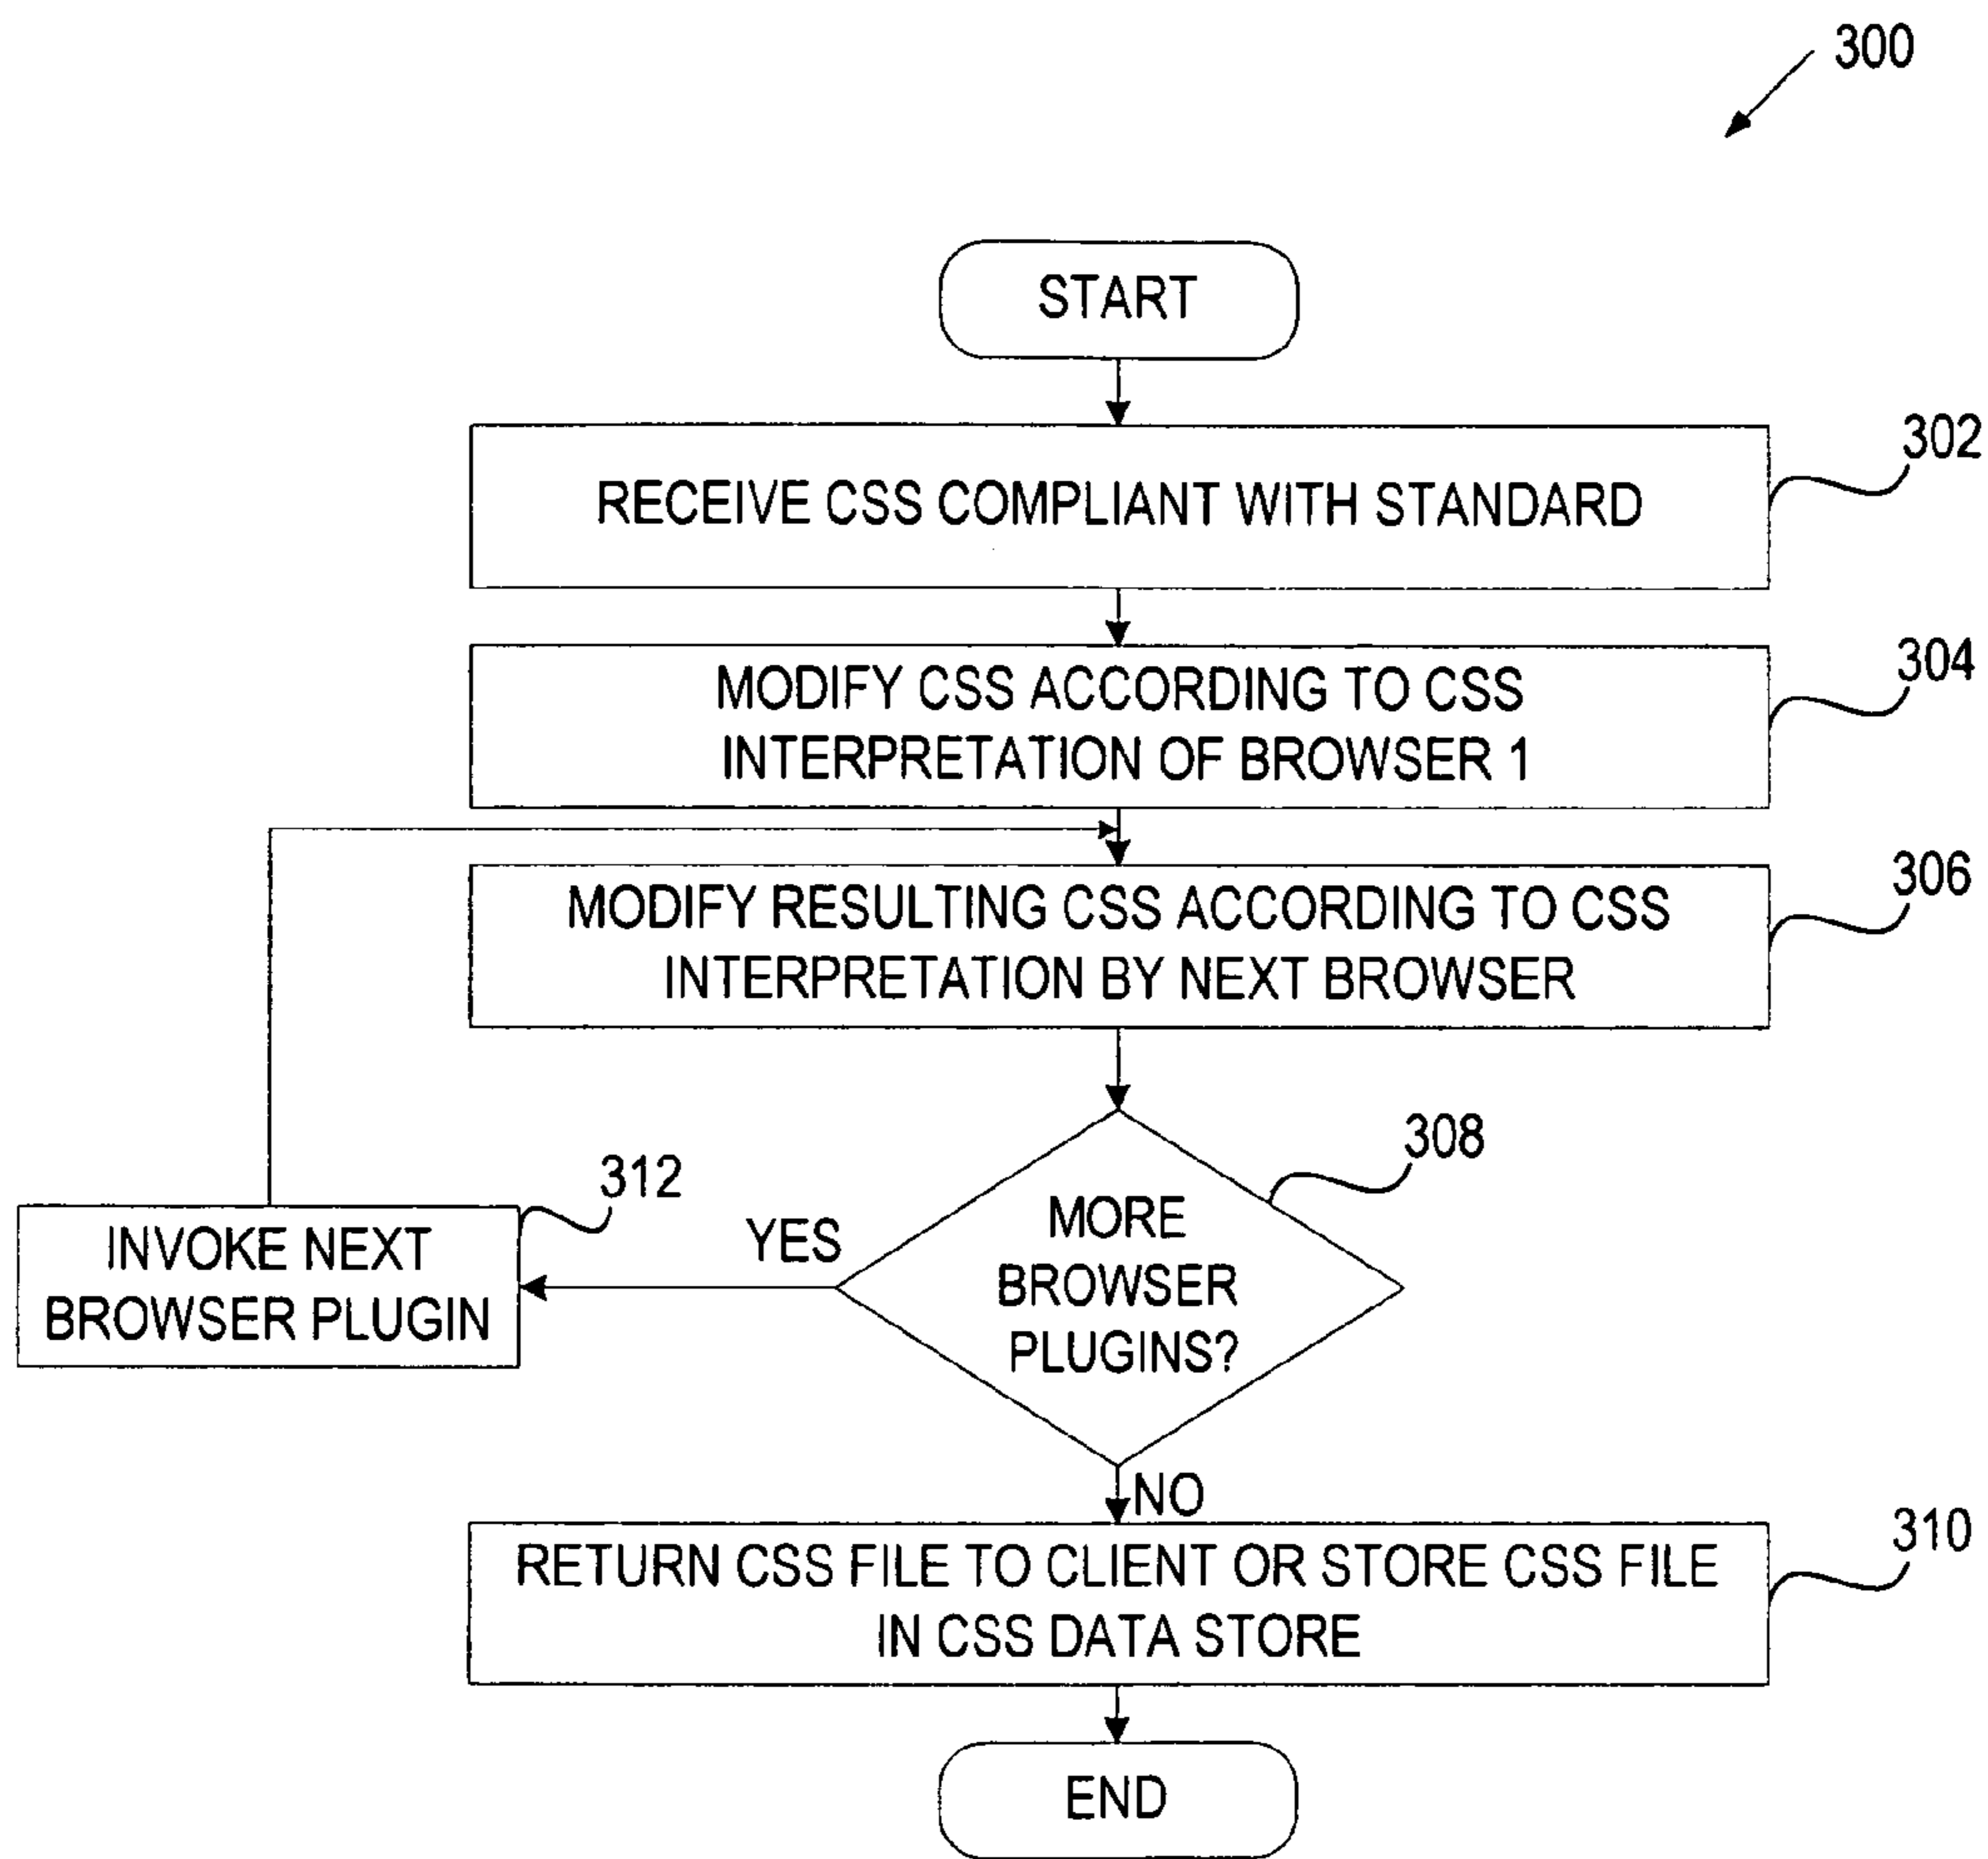 300
START
302
RECEIVE CSS COMPLIANT WITH STANDARD
304
MODIFY CSS ACCORDING TO CSS
INTERPRETATION OF BROWSER 1
306
MODIFY RESULTING CSS ACCORDING TO CSS
INTERPRETATION BY NEXT BROWSER
308
MORE
BROWSER
PLUGINS?
YES
312
INVOKE NEXT
BROWSER PLUGIN
NO
310
RETURN CSS FILE TO CLIENT OR STORE CSS FILE
IN CSS DATA STORE
END